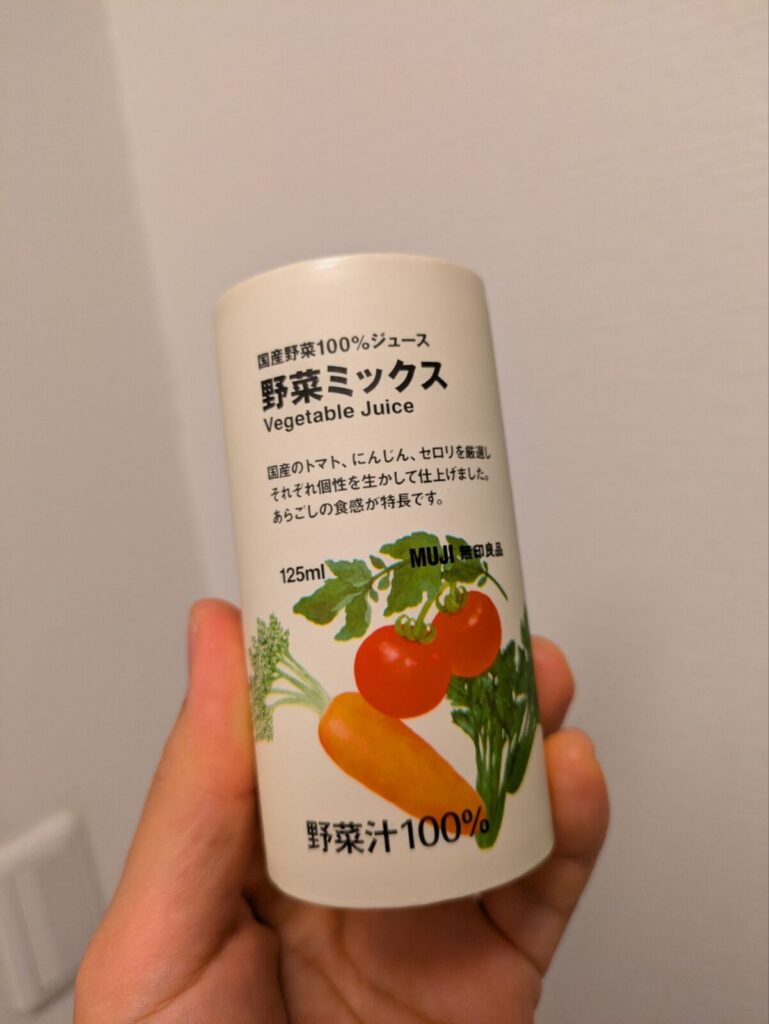 国産野菜100%ジュース
野菜ミックス
Vegetable Juice
国産のトマト、にんじん、セロリを厳選し
それぞれ個性を生かして仕上げました。
あらごしの食感が特長です。
125ml
MUJI 無印良品
野菜汁100%